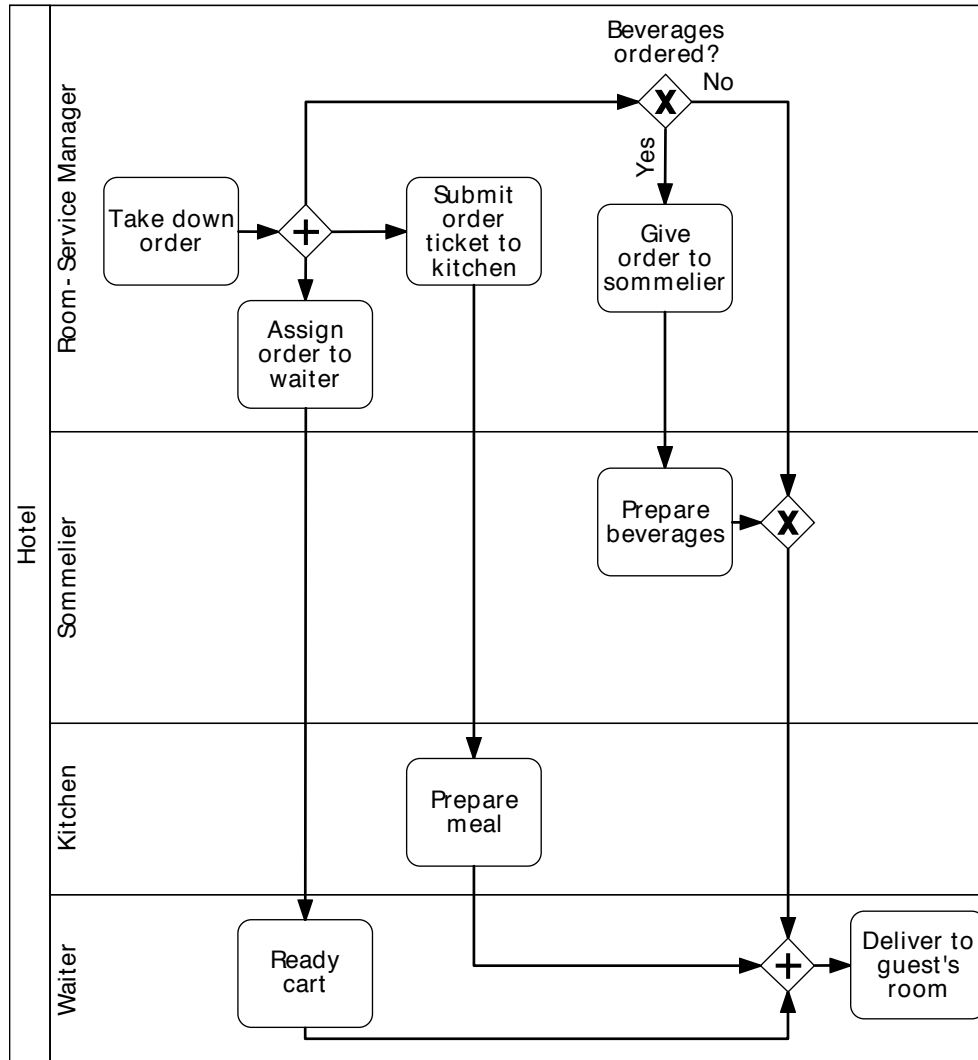 Hotel
Room-Service Manager
Beverages
ordered?
No
Yes
Take down
order
Submit
order
ticket to
kitchen
Give
order to
sommelier
Assign
order to
waiter
Sommelier
Prepare
beverages
Kitchen
Prepare
meal
Waiter
Ready
cart
Deliver to
guest's
room